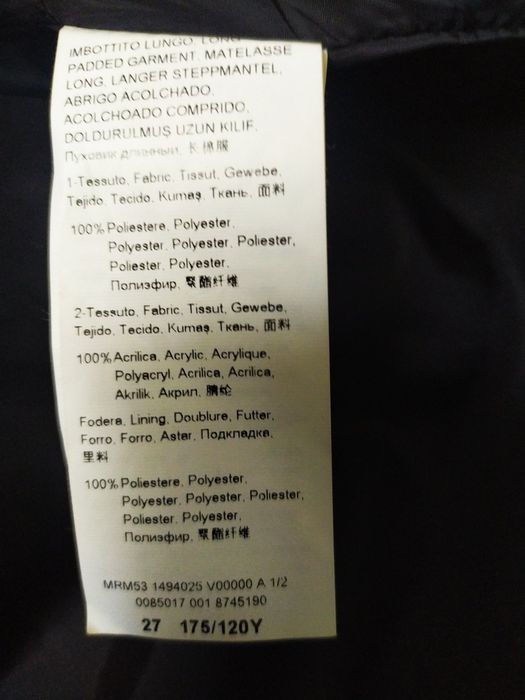 IMBOTTITO LUNGO, LONG
PADDED GARMENT, MATELASSE
LONG, LANGER STEPPMANTEL,
ABRIGO ACOLCHADO,
ACOLCHOADO COMPRIDO,
DOLDURULMUŞ UZUN KILIF,
Пуховик длинный, 长棉服
1-Tessuto, Fabric, Tissut, Gewebe,
Tejido, Tecido, Kumaş, Ткань, 面料
100% Poliestere, Polyester,
Polyester, Polyester, Poliester,
Poliester, Polyester,
Полиэфир, 聚酯纤维
2-Tessuto, Fabric, Tissut, Gewebe,
Tejido, Tecido, Kumaş, Ткань, 面料
100% Acrilica, Acrylic, Acrylique,
Polyacryl, Acrilica, Acrilica,
Akrilik, Акрил, 腈纶
Fodera, Lining, Doublure, Futter,
Forro, Forro, Astar, Подкладка,
里料
100% Poliestere, Polyester,
Polyester, Polyester, Poliester,
Poliester, Polyester,
Полиэфир, 聚酯纤维
MRM53 1494025 V00000 A 1/2
0085017 001 8745190
27 175/120Y